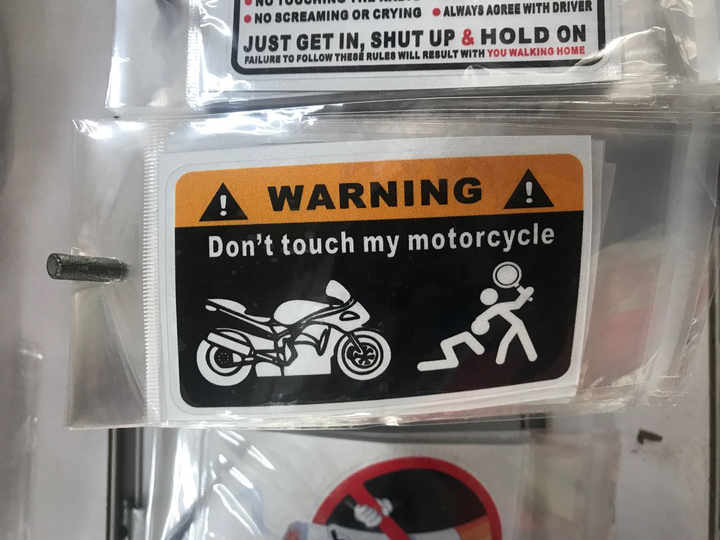 • NO SCREAMING OR CRYING • ALWAYS AGREE WITH DRIVER
JUST GET IN, SHUT UP & HOLD ON
FAILURE TO FOLLOW THESE RULES WILL RESULT WITH YOU WALKING HOME
WARNING
Don't touch my motorcycle